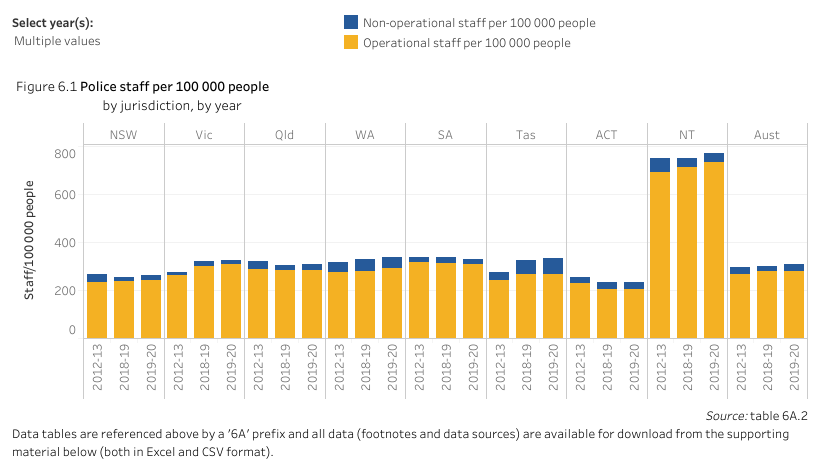 Select year(s):
Multiple values
Non-operational staff per 100 000 people
Operational staff per 100 000 people
Figure 6.1 Police staff per 100 000 people
by jurisdiction, by year
NSW Vic Qld WA SA Tas ACT NT Aust
Staff/100 000 people
800
600
400
200
0
2012-13 2018-19 2019-20 2012-13 2018-19 2019-20 2012-13 2018-19 2019-20 2012-13 2018-19 2019-20 2012-13 2018-19 2019-20 2012-13 2018-19 2019-20 2012-13 2018-19 2019-20 2012-13 2018-19 2019-20 2012-13 2018-19 2019-20
Source: table 6A.2
Data tables are referenced above by a '6A' prefix and all data (footnotes and data sources) are available for download from the supporting
material below (both in Excel and CSV format).